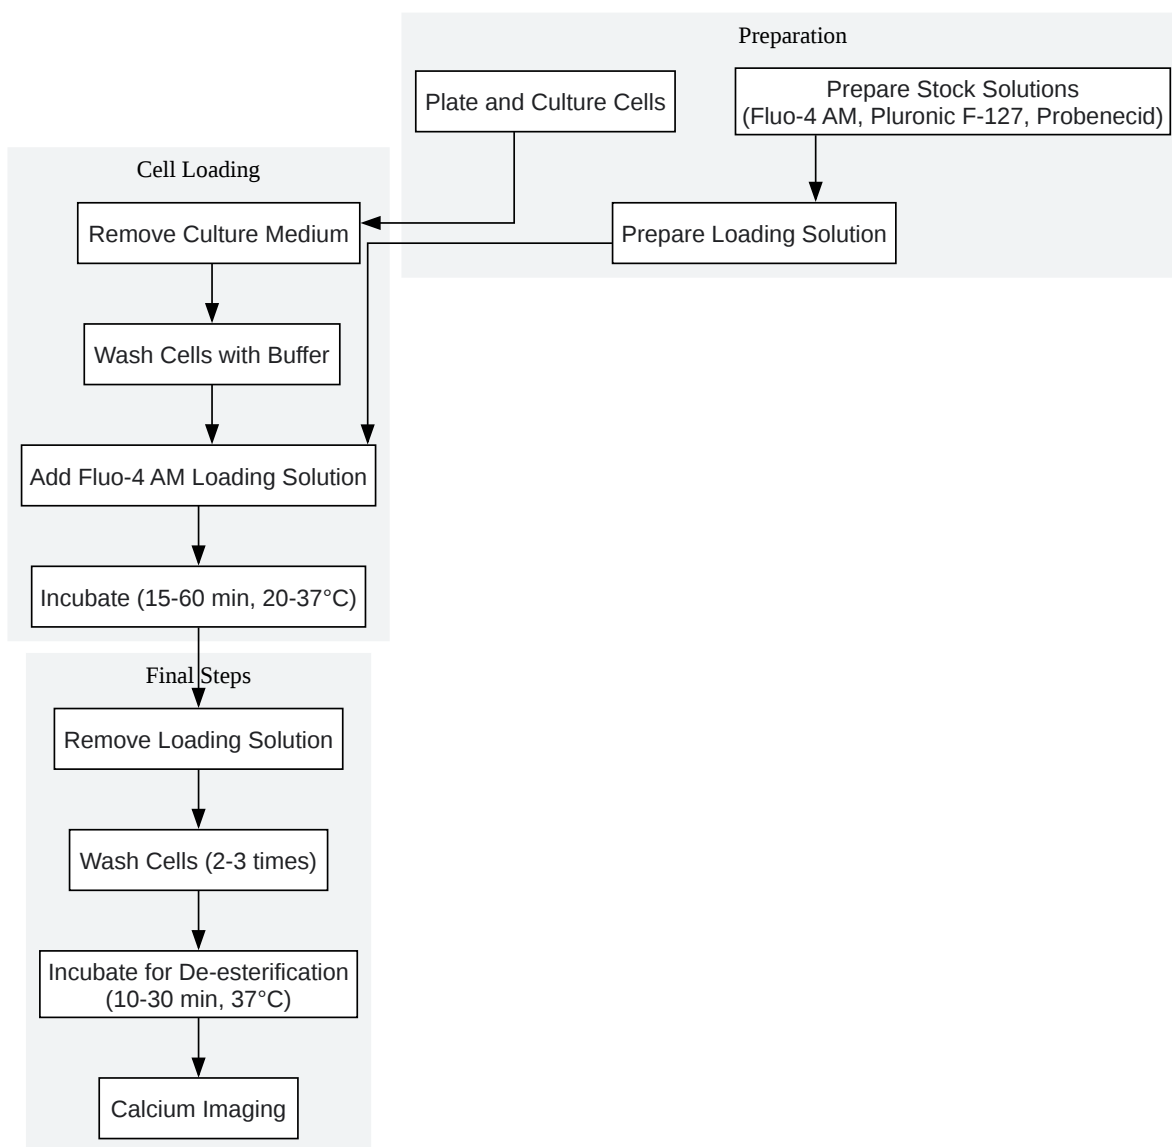 Preparation
Plate and Culture Cells
Prepare Stock Solutions
(Fluo-4 AM, Pluronic F-127, Probenecid)
Prepare Loading Solution
Cell Loading
Remove Culture Medium
Wash Cells with Buffer
Add Fluo-4 AM Loading Solution
Incubate (15-60 min, 20-37°C)
Final Steps
Remove Loading Solution
Wash Cells (2-3 times)
Incubate for De-esterification
(10-30 min, 37°C)
Calcium Imaging